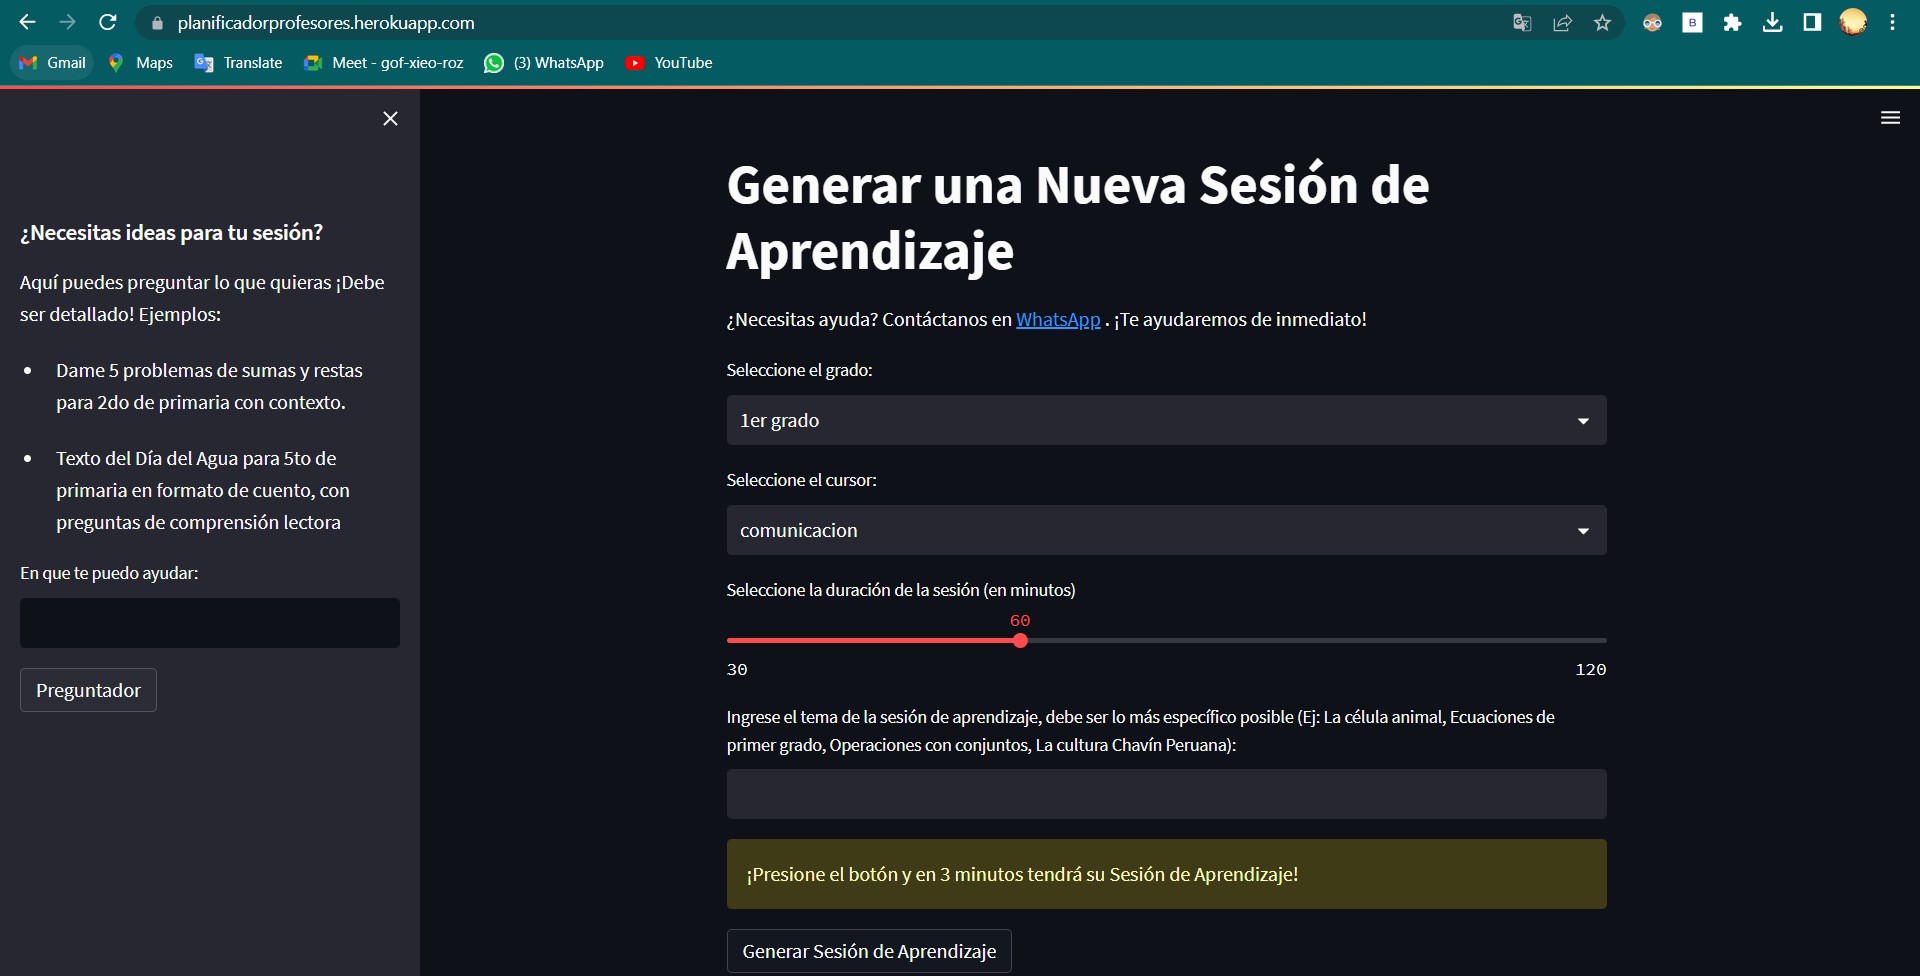 planificadorprofesores.herokuapp.com
Gmail
Maps
Translate
Meet - gof-xieo-roz
(3) WhatsApp
YouTube
¿Necesitas ideas para tu sesión?
Aquí puedes preguntar lo que quieras ¡Debe
ser detallado! Ejemplos:
Dame 5 problemas de sumas y restas
para 2do de primaria con contexto.
Texto del Día del Agua para 5to de
primaria en formato de cuento, con
preguntas de comprensión lectora
En que te puedo ayudar:
Preguntador
Generar una Nueva Sesión de
Aprendizaje
¿Necesitas ayuda? Contáctanos en WhatsApp . ¡Te ayudaremos de inmediato!
Seleccione el grado:
1er grado
Seleccione el cursor:
comunicacion
Seleccione la duración de la sesión (en minutos)
60
30
120
Ingrese el tema de la sesión de aprendizaje, debe ser lo más específico posible (Ej: La célula animal, Ecuaciones de
primer grado, Operaciones con conjuntos, La cultura Chavín Peruana):
¡Presione el botón y en 3 minutos tendrá su Sesión de Aprendizaje!
Generar Sesión de Aprendizaje